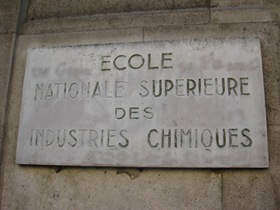 ECOLE
NATIONALE SUPERIEURE
DES
INDUSTRIES CHIMIQUES